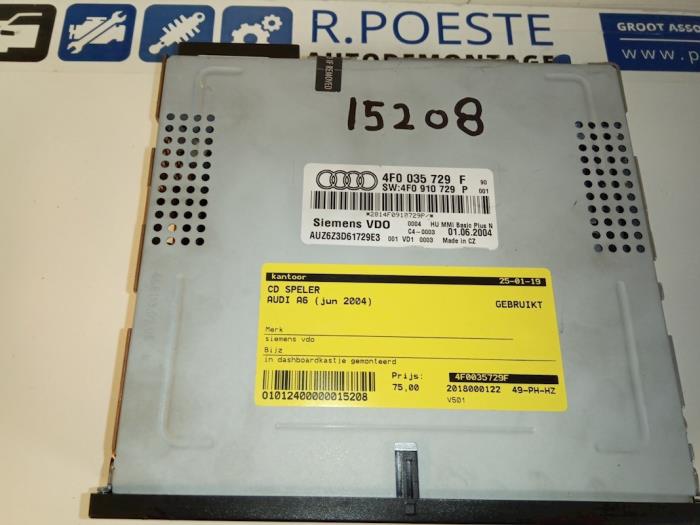 R.POESTE
AUTODEMONTAGE
GROOT ASSO
www.p
IF REMOVED
15208
4F0 035 729 F 90
SW:4F0 910 729 P 001
*2814F0910729P/*
Siemens VDO 0004 HU MMI Basic Plus N
C4-0003 01.06.2004
AUZ6Z3D61729E3 001 VD1 0003 Made in CZ
kantoor 25-01-19
CD SPELER
AUDI A6 (jun 2004) GEBRUIKT
Merk
siemens vdo
Bijz
in dashboardkastje gemonteerd
Prijs: 4F0035729F
75,00 2018000122 49-PH-HZ
O1012400000015208 VS01